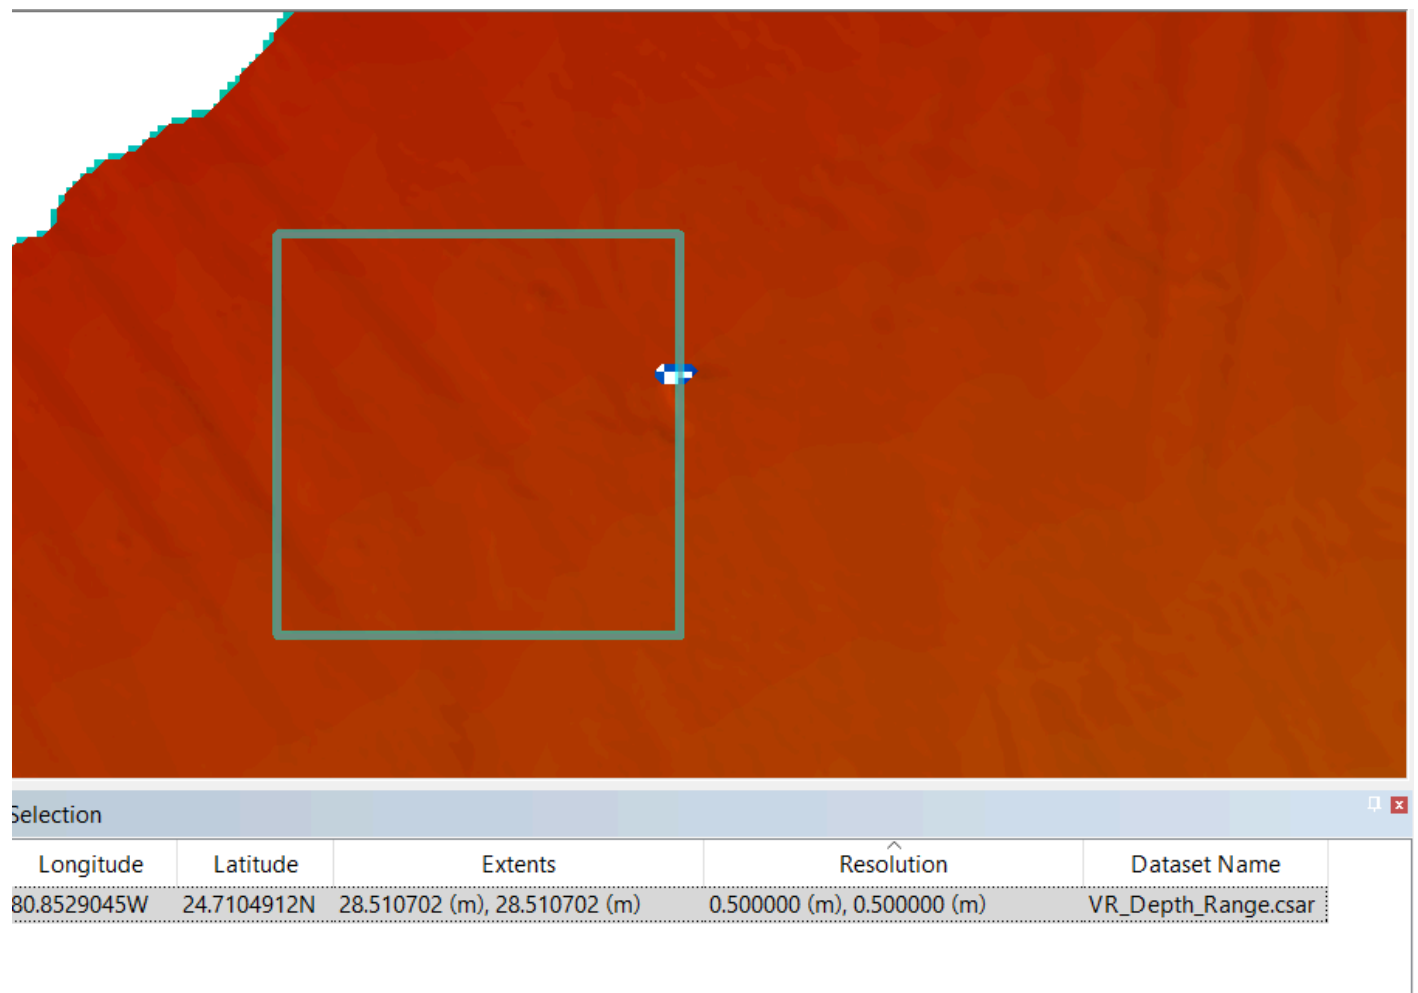 Selection
Longitude Latitude Extents Resolution Dataset Name
80.8529045W 24.7104912N 28.510702 (m), 28.510702 (m) 0.500000 (m), 0.500000 (m) VR_Depth_Range.csar